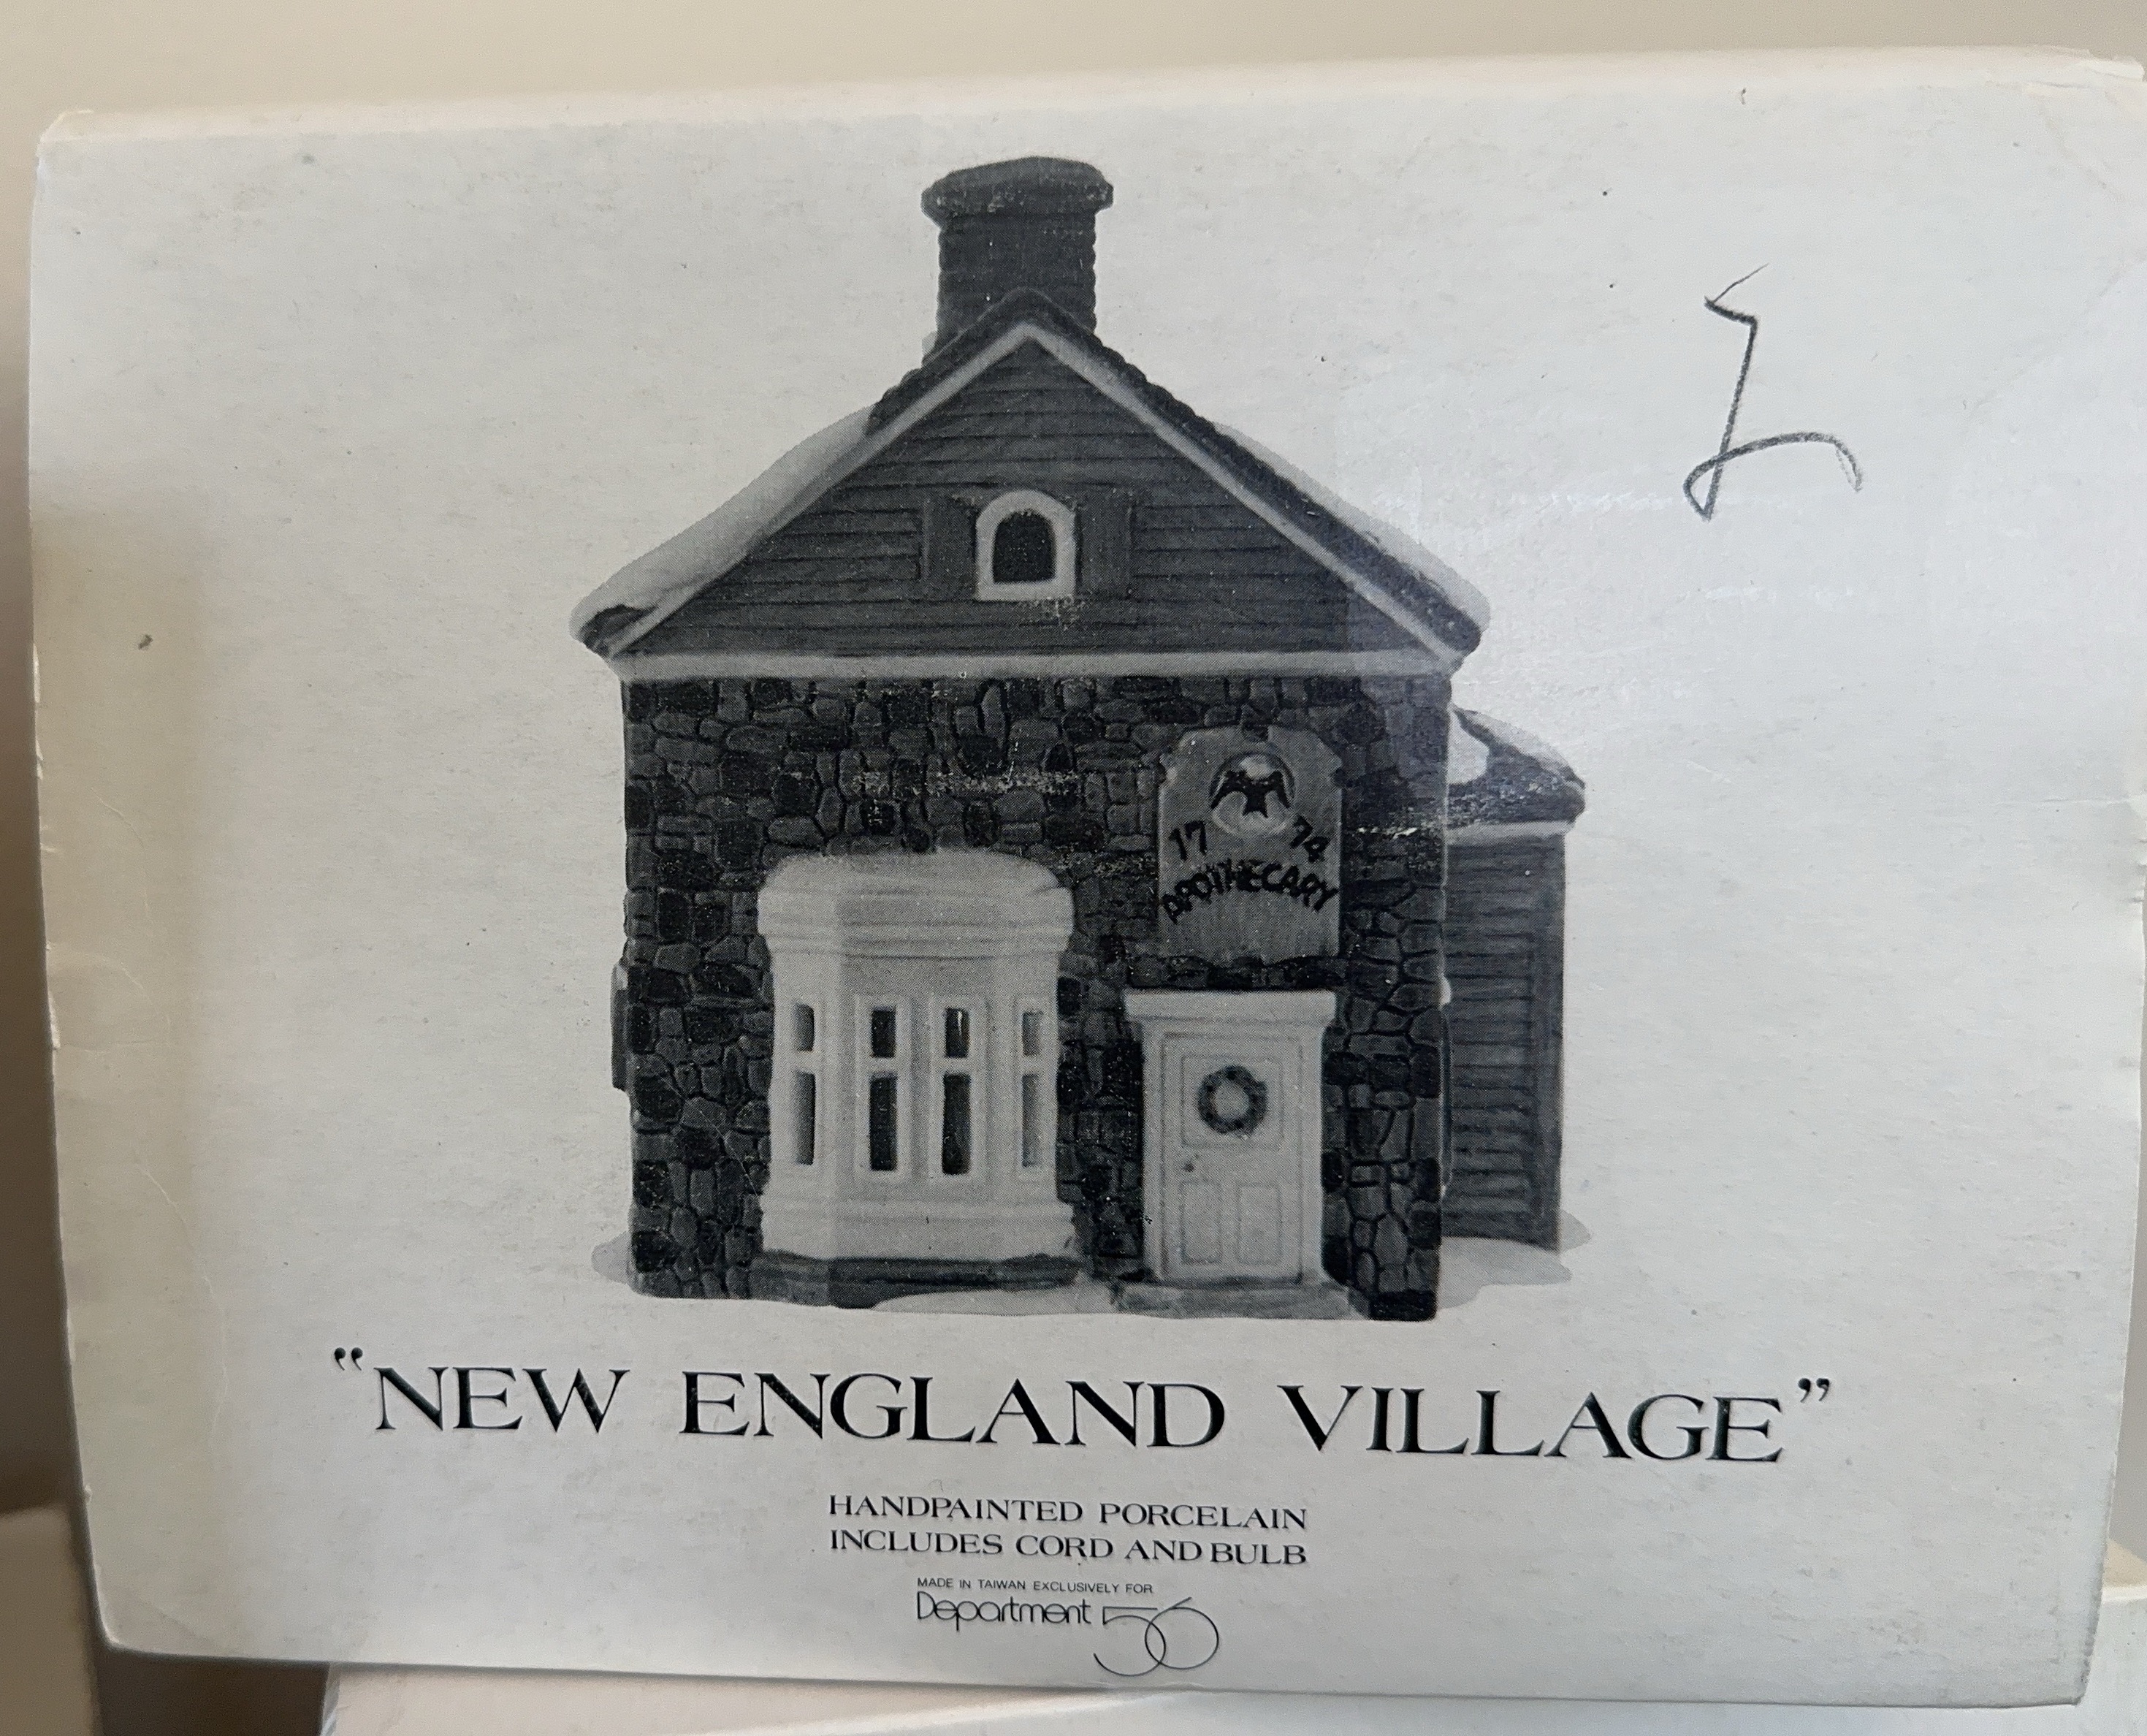 17 74
APOTHECARY
“NEW ENGLAND VILLAGE”
HANDPAINTED PORCELAIN
INCLUDES CORD AND BULB
MADE IN TAIWAN EXCLUSIVELY FOR
Department 56